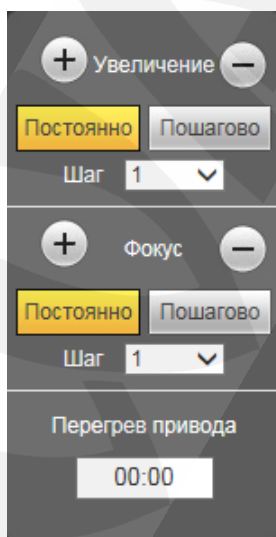 + Увеличение −
Постоянно Пошагово
Шаг 1
+ Фокус −
Постоянно Пошагово
Шаг 1
Перегрев привода
00:00